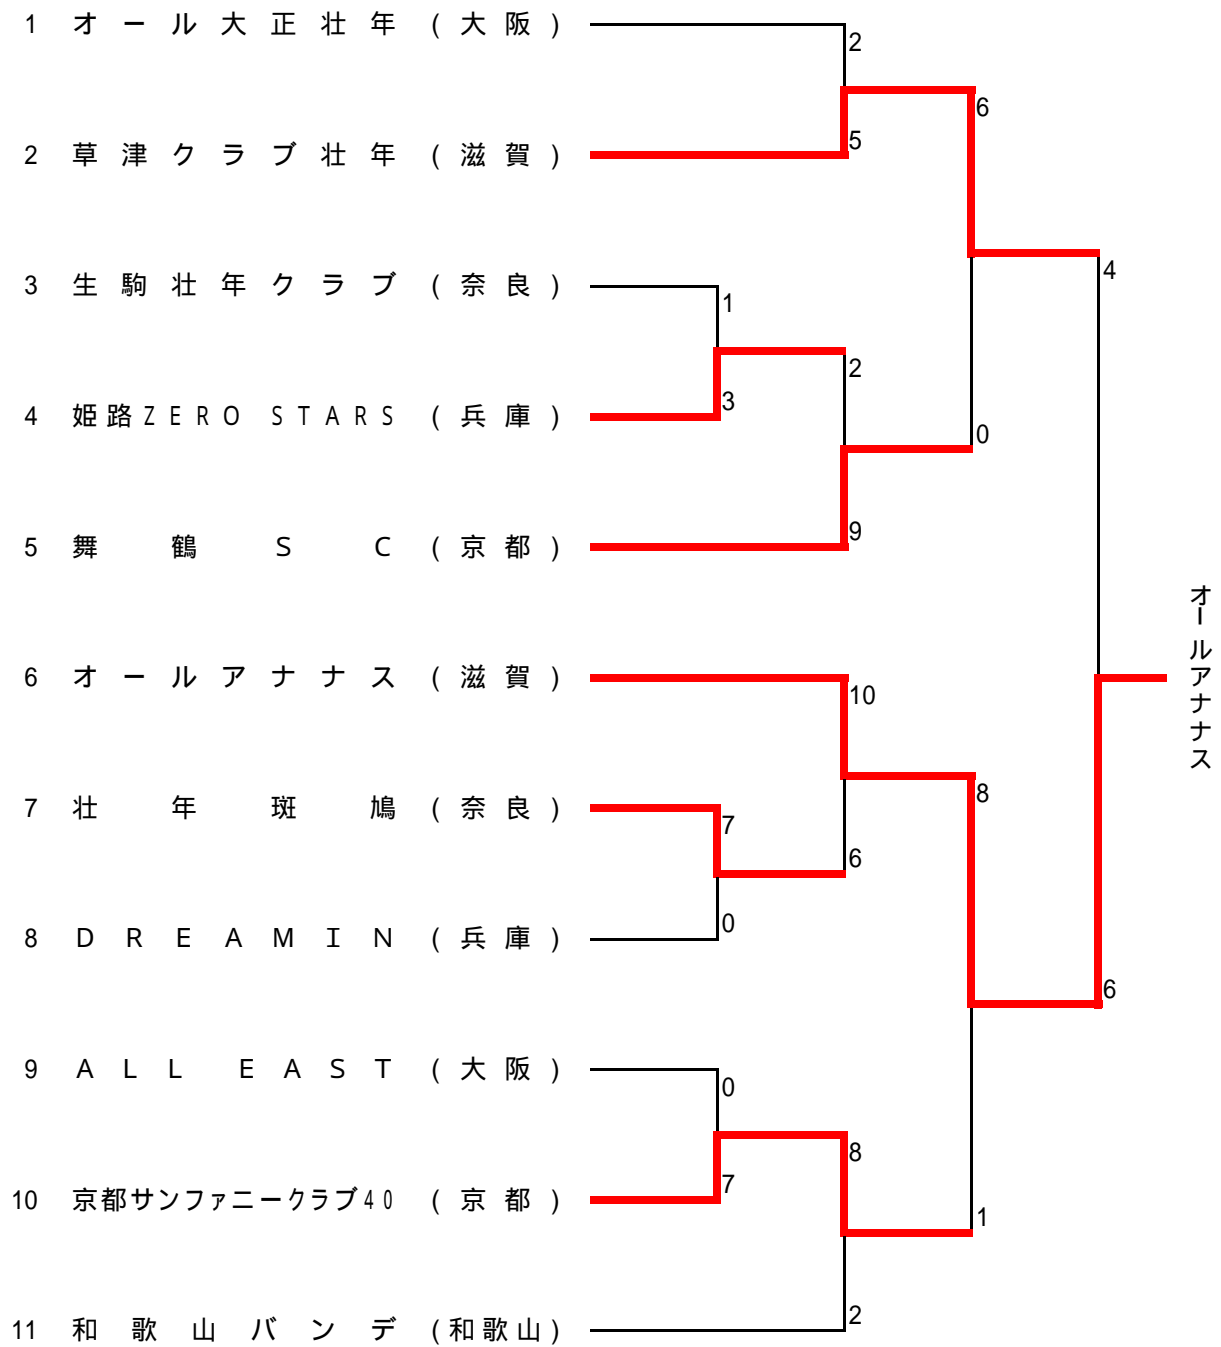 1 オール大正壮年 (大阪)
2
6
2 草津クラブ壮年 (滋賀)
5
4
3 生駒壮年クラブ (奈良)
1
2
4 姫路ZERO STARS (兵庫)
3
0
5 舞鶴SC (京都)
9
オールアナナス
6 オールアナナス (滋賀)
10
8
7 壮年斑鳩 (奈良)
7
6
8 DREAMIN (兵庫)
0
6
9 ALL EAST (大阪)
0
8
10 京都サンファニークラブ40 (京都)
7
1
11 和歌山バンデ (和歌山)
2